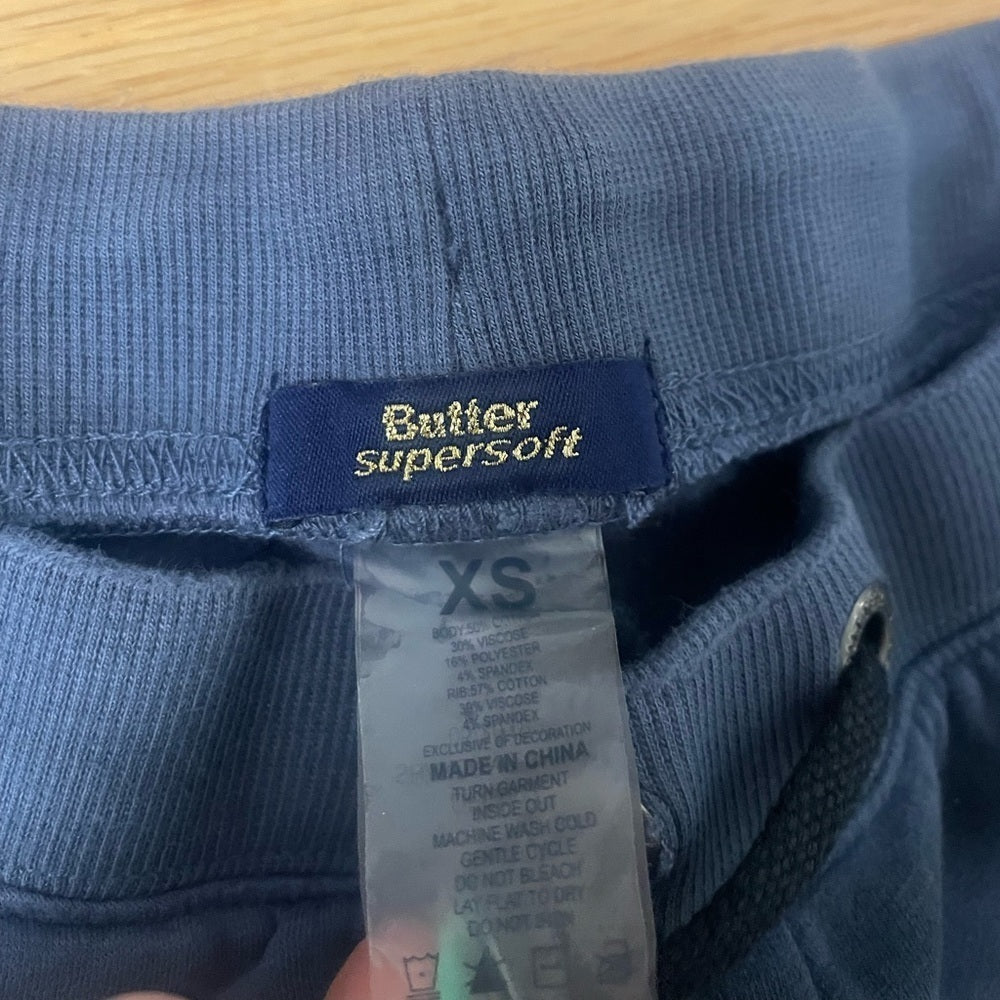 Butter
supersoft
XS
30% VISCOSE
16% POLYESTER
4% SPANDEX
RIB:57% COTTON
39% VISCOSE
4% SPANDEX
EXCLUSIVE OF DECORATION
MADE IN CHINA
TURN GARMENT
INSIDE OUT
MACHINE WASH COLD
GENTLE CYCLE
DO NOT BLEACH
LAY FLAT TO DRY
DO NOT